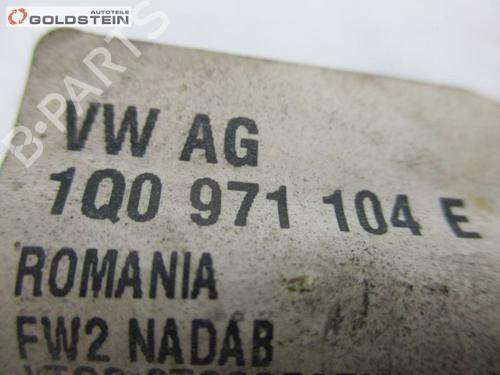 AUTOTEILE
GOLDSTEIN
B-PARTS
VW AG
1Q0 971 104 E
ROMANIA
FW2 NADAB